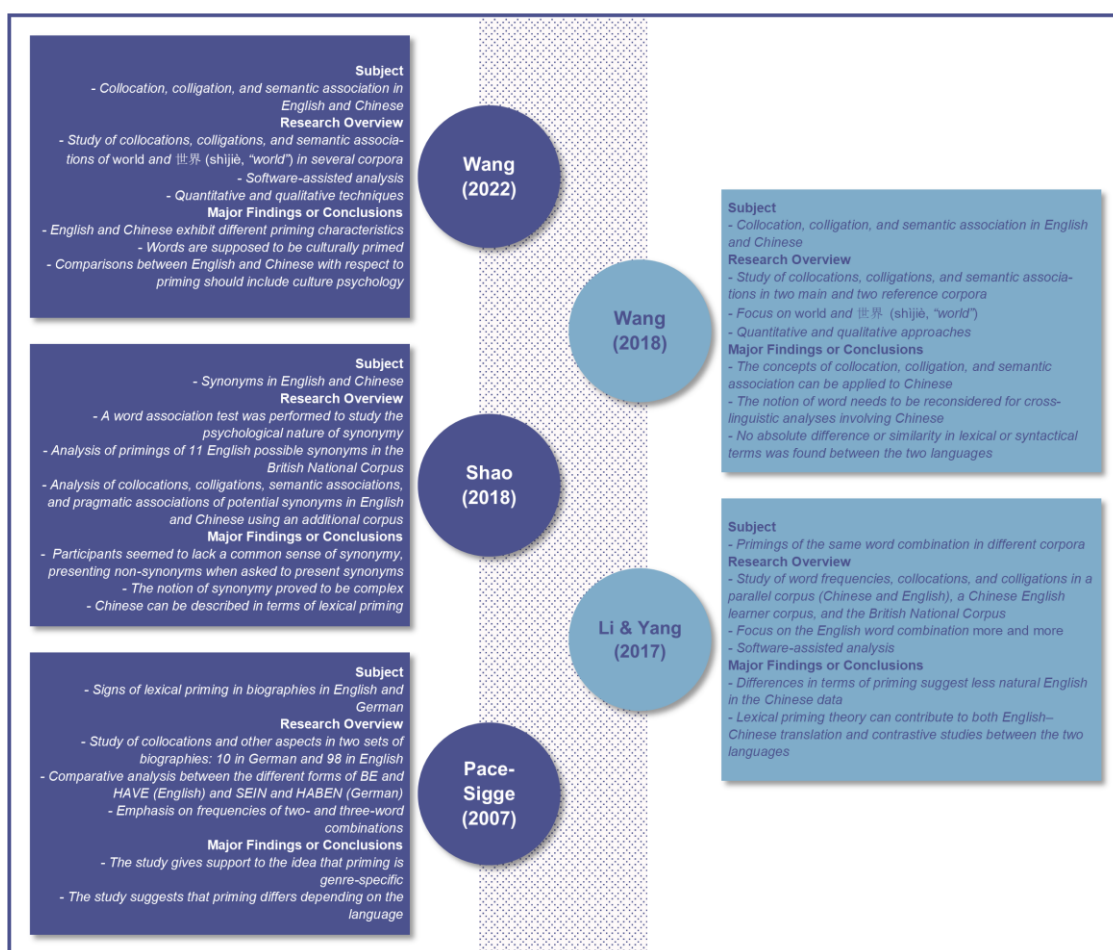 Subject
- Collocation, colligation, and semantic association in
English and Chinese
Research Overview
- Study of collocations, colligations, and semantic associa-
tions of world and 世界 (shìjiè, “world”) in several corpora
- Software-assisted analysis
- Quantitative and qualitative techniques
Major Findings or Conclusions
- English and Chinese exhibit different priming characteristics
- Words are supposed to be culturally primed
- Comparisons between English and Chinese with respect to
priming should include culture psychology
Wang
(2022)
Subject
- Collocation, colligation, and semantic association in English
and Chinese
Research Overview
- Study of collocations, colligations, and semantic associa-
tions in two main and two reference corpora
- Focus on world and 世界 (shìjiè, “world”)
- Quantitative and qualitative approaches
Major Findings or Conclusions
- The concepts of collocation, colligation, and semantic
association can be applied to Chinese
- The notion of word needs to be reconsidered for cross-
linguistic analyses involving Chinese
- No absolute difference or similarity in lexical or syntactical
terms was found between the two languages
Wang
(2018)
Subject
- Synonyms in English and Chinese
Research Overview
- A word association test was performed to study the
psychological nature of synonymy
- Analysis of primings of 11 English possible synonyms in the
British National Corpus
- Analysis of collocations, colligations, semantic associations,
and pragmatic associations of potential synonyms in English
and Chinese using an additional corpus
Major Findings or Conclusions
- Participants seemed to lack a common sense of synonymy,
presenting non-synonyms when asked to present synonyms
- The notion of synonymy proved to be complex
- Chinese can be described in terms of lexical priming
Shao
(2018)
Subject
- Primings of the same word combination in different corpora
Research Overview
- Study of word frequencies, collocations, and colligations in a
parallel corpus (Chinese and English), a Chinese English
learner corpus, and the British National Corpus
- Focus on the English word combination more and more
- Software-assisted analysis
Major Findings or Conclusions
- Differences in terms of priming suggest less natural English
in the Chinese data
- Lexical priming theory can contribute to both English–
Chinese translation and contrastive studies between the two
languages
Li & Yang
(2017)
Subject
- Signs of lexical priming in biographies in English and
German
Research Overview
- Study of collocations and other aspects in two sets of
biographies: 10 in German and 98 in English
- Comparative analysis between the different forms of BE and
HAVE (English) and SEIN and HABEN (German)
- Emphasis on frequencies of two- and three-word
combinations
Major Findings or Conclusions
- The study gives support to the idea that priming is
genre-specific
- The study suggests that priming differs depending on the
language
Pace-
Sigge
(2007)